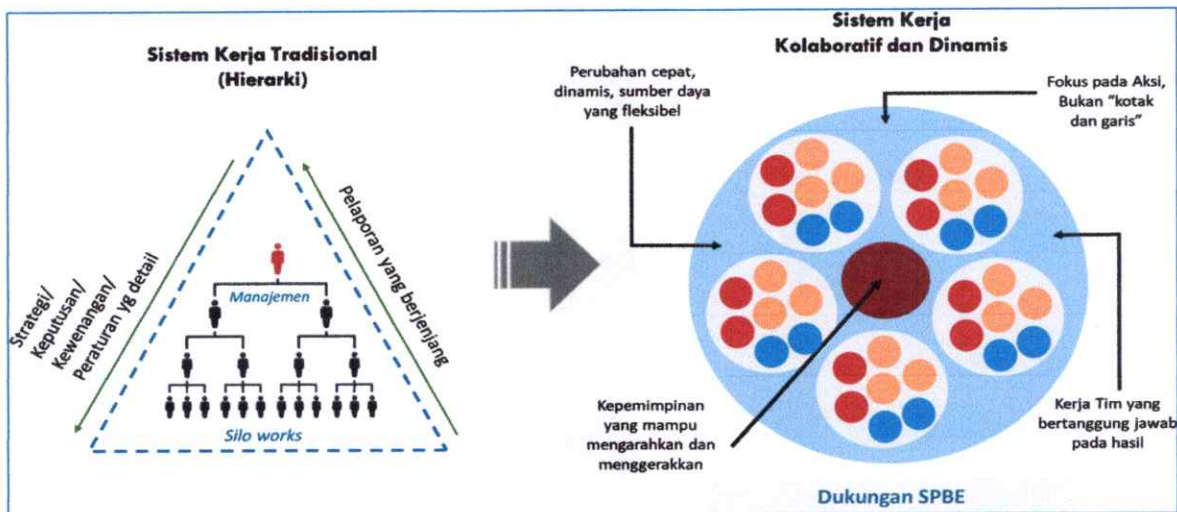 Sistem Kerja Tradisional
(Hierarki)
Strategi/
Keputusan/
Kewenangan/
Peraturan yg detail
Pelaporan yang berjenjang
Manajemen
Silo works
Sistem Kerja
Kolaboratif dan Dinamis
Perubahan cepat,
dinamis, sumber daya
yang fleksibel
Fokus pada Aksi,
Bukan “kotak
dan garis”
Kepemimpinan
yang mampu
mengarahkan dan
menggerakkan
Kerja Tim yang
bertanggung jawab
pada hasil
Dukungan SPBE